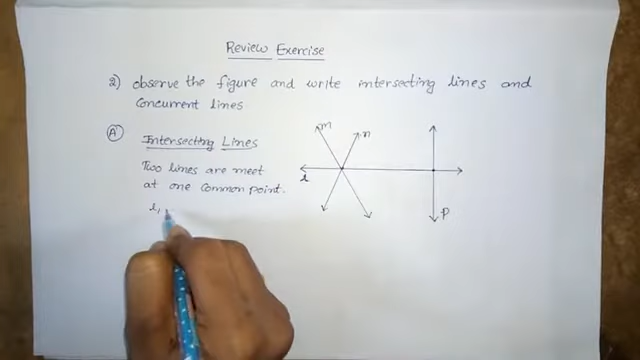 Review Exercise
2) observe the figure and write intersecting lines and
concurrent lines
A Intersecting Lines
Two lines are meet
at one common point.
l,
m
n
l
p